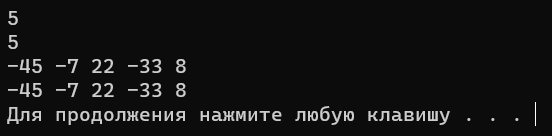 5
5
-45 -7 22 -33 8
-45 -7 22 -33 8
Для продолжения нажмите любую клавишу . . .